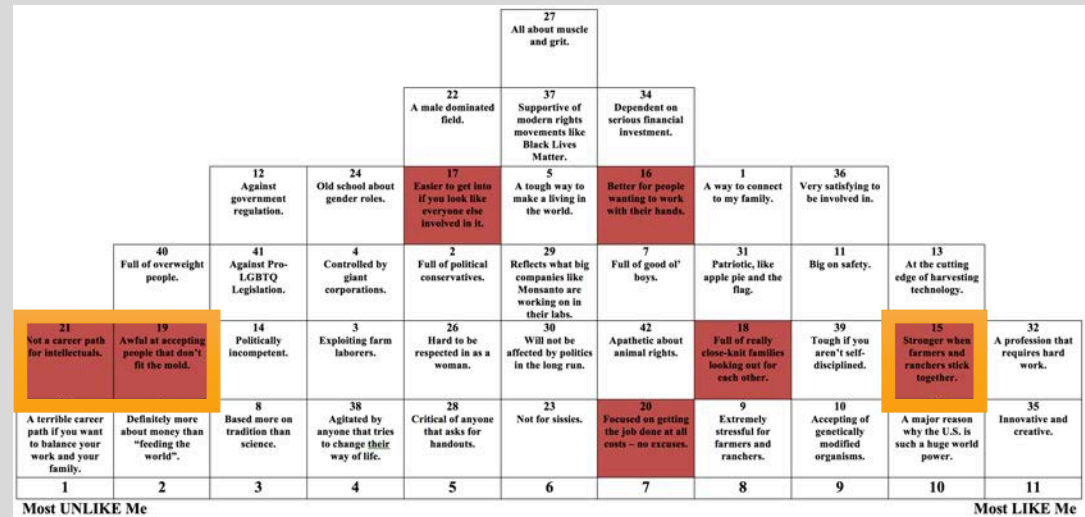 27
All about muscle
and grit.
22
A male dominated
field.
37
Supportive of
modern rights
movements like
Black Lives
Matter.
34
Dependent on
serious financial
investment.
12
Against
government
regulation.
24
Old school about
gender roles.
17
Easier to get into
if you look like
everyone else
involved in it.
5
A tough way to
make a living in
the world.
16
Better for people
wanting to work
with their hands.
1
A way to connect
to my family.
36
Very satisfying to
be involved in.
40
Full of overweight
people.
41
Against Pro-
LGBTQ
Legislation.
4
Controlled by
giant
corporations.
2
Full of political
conservatives.
29
Reflects what big
companies like
Monsanto are
working on in
their labs.
7
Full of good ol'
boys.
31
Patriotic, like
apple pie and the
flag.
11
Big on safety.
13
At the cutting
edge of harvesting
technology.
21
Not a career path
for intellectuals.
19
Awful at accepting
people that don't
fit the mold.
14
Politically
incompetent.
3
Exploiting farm
laborers.
26
Hard to be
respected in as a
woman.
30
Will not be
affected by politics
in the long run.
42
Apathetic about
animal rights.
18
Full of really
close-knit families
looking out for
each other.
39
Tough if you
aren't self-
disciplined.
15
Stronger when
farmers and
ranchers stick
together.
32
A profession that
requires hard
work.
A terrible career
path if you want
to balance your
work and your
family.
Definitely more
about money than
"feeding the
world".
8
Based more on
tradition than
science.
38
Agitated by
anyone that tries
to change their
way of life.
28
Critical of anyone
that asks for
handouts.
23
Not for sissies.
20
Focused on getting
the job done at all
costs – no excuses.
9
Extremely
stressful for
farmers and
ranchers.
10
Accepting of
genetically
modified
organisms.
A major reason
why the U.S. is
such a huge world
power.
35
Innovative and
creative.
1 2 3 4 5 6 7 8 9 10 11
Most UNLIKE Me Most LIKE Me